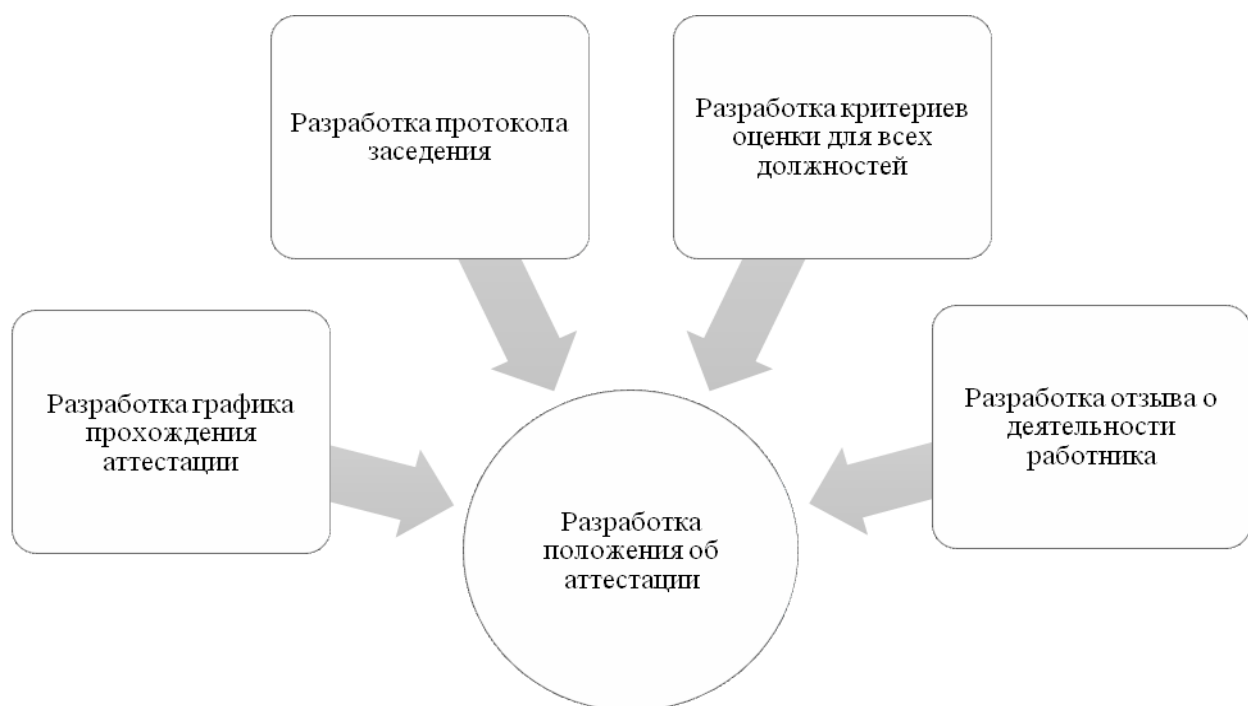 Разработка протокола
заседения
Разработка критериев
оценки для всех
должностей
Разработка графика
прохождения
аттестации
Разработка отзыва о
деятельности
работника
Разработка
положения об
аттестации